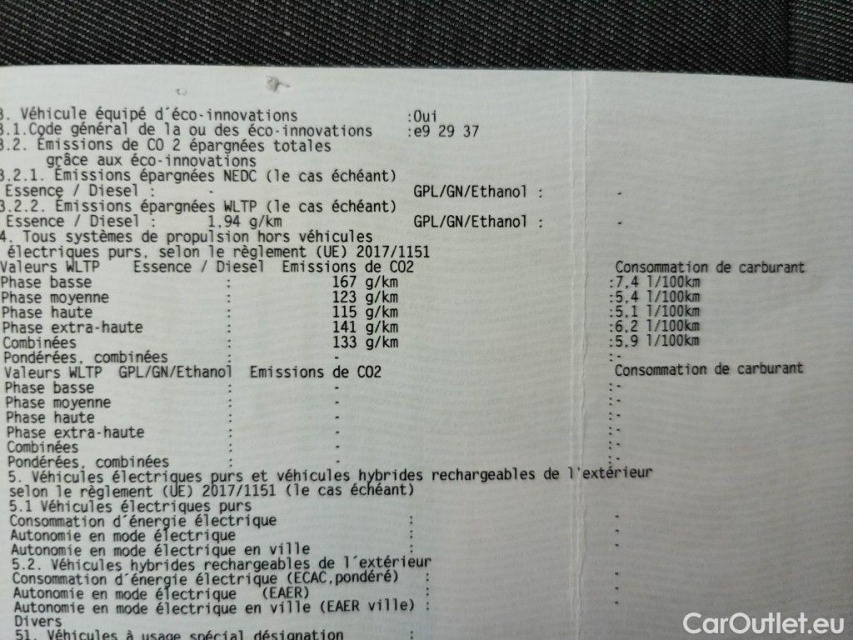 3. Véhicule équipé d'éco-innovations :Oui
3.1.Code général de la ou des éco-innovations :e9 29 37
3.2. Emissions de CO 2 épargnées totales
grâce aux éco-innovations
3.2.1. Emissions épargnées NEDC (le cas échéant)
Essence / Diesel : - GPL/GN/Ethanol : -
3.2.2. Emissions épargnées WLTP (le cas échéant)
Essence / Diesel : 1,94 g/km GPL/GN/Ethanol : -
4. Tous systèmes de propulsion hors véhicules
électriques purs, selon le règlement (UE) 2017/1151
Valeurs WLTP Essence / Diesel Emissions de CO2 Consommation de carburant
Phase basse : 167 g/km :7,4 l/100km
Phase moyenne : 123 g/km :5,4 l/100km
Phase haute : 115 g/km :5,1 l/100km
Phase extra-haute : 141 g/km :6,2 l/100km
Combinées : 133 g/km :5,9 l/100km
Pondérées, combinées : - :-
Valeurs WLTP GPL/GN/Ethanol Emissions de CO2 Consommation de carburant
Phase basse : - :-
Phase moyenne : - :-
Phase haute : - :-
Phase extra-haute : - :-
Combinées : - :-
Pondérées, combinées : - :-
5. Véhicules électriques purs et véhicules hybrides rechargeables de l'extérieur
selon le règlement (UE) 2017/1151 (le cas échéant)
5.1 Véhicules électriques purs
Consommation d'énergie électrique : -
Autonomie en mode électrique : -
Autonomie en mode électrique en ville : -
5.2. Véhicules hybrides rechargeables de l'extérieur
Consommation d'énergie électrique (ECAC,pondéré) : -
Autonomie en mode électrique (EAER) : -
Autonomie en mode électrique en ville (EAER ville) : -
Divers
51. Véhicules à usage spécial désignation :
CarOutlet.eu